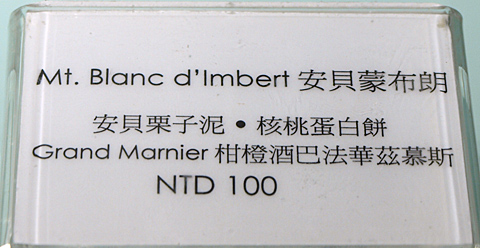 Mt. Blanc d'Imbert 安貝蒙布朗
安貝栗子泥•核桃蛋白餅
Grand Marnier 柑橙酒巴法華茲慕斯
NTD 100